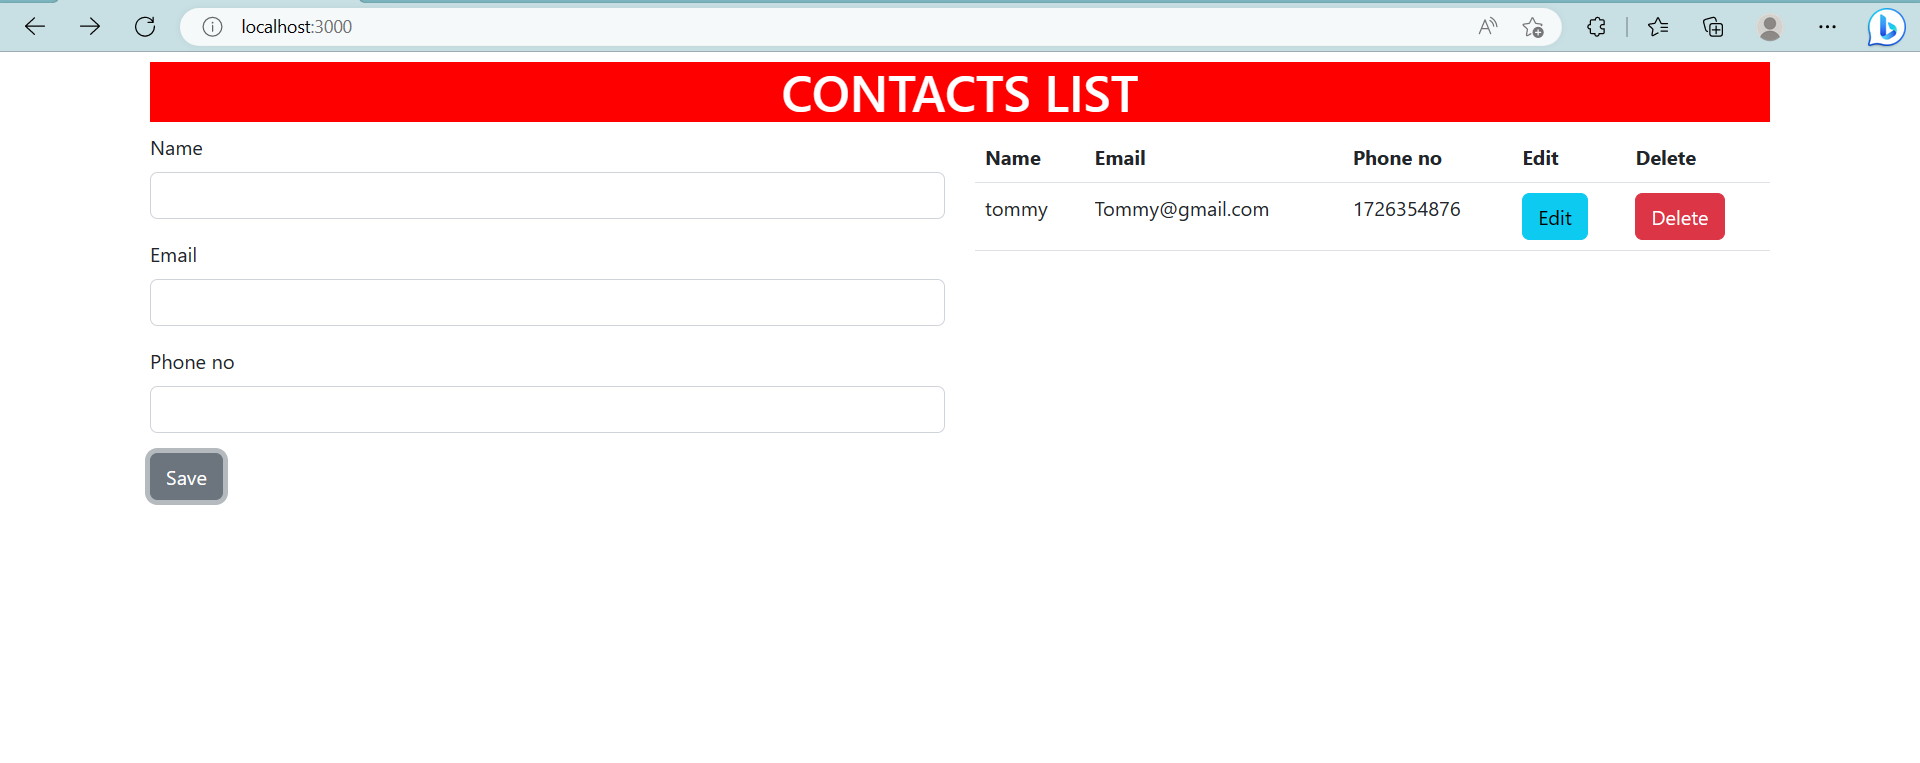 localhost:3000
CONTACTS LIST
Name
Email
Phone no
Save
Name Email Phone no Edit Delete
tommy Tommy@gmail.com 1726354876 Edit Delete